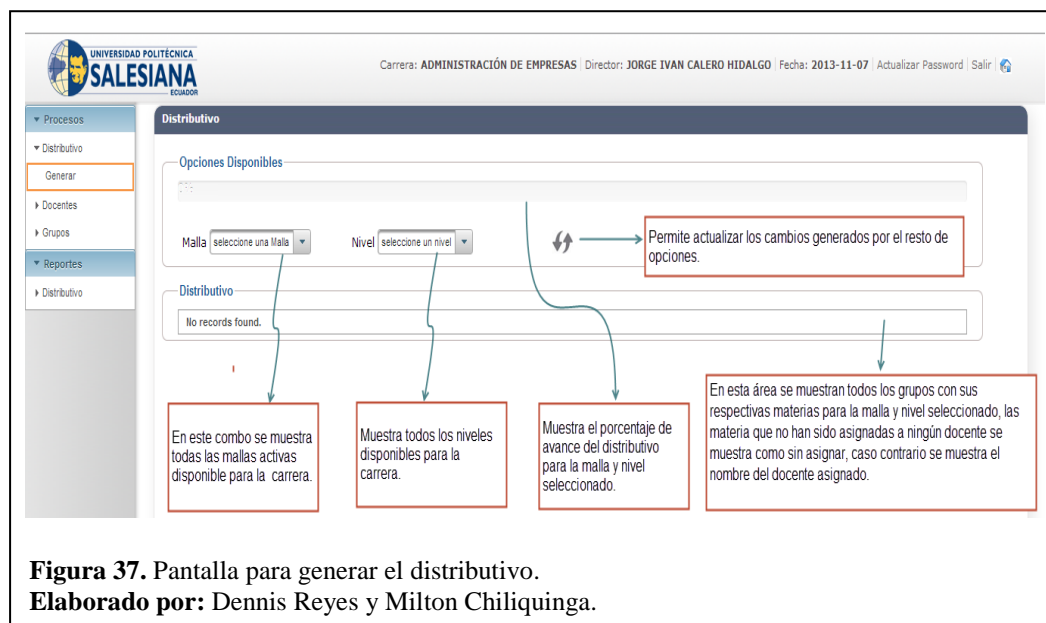 UNIVERSIDAD POLITÉCNICA
SALESIANA
ECUADOR
Carrera: ADMINISTRACIÓN DE EMPRESAS | Director: JORGE IVAN CALERO HIDALGO | Fecha: 2013-11-07 | Actualizar Password | Salir
Procesos
Distributivo
Generar
Docentes
Grupos
Reportes
Distributivo
Distributivo
Opciones Disponibles
Malla seleccione una Malla
Nivel seleccione un nivel
Permite actualizar los cambios generados por el resto de
opciones.
Distributivo
No records found.
En este combo se muestra
todas las mallas activas
disponible para la carrera.
Muestra todos los niveles
disponibles para la
carrera.
Muestra el porcentaje de
avance del distributivo
para la malla y nivel
seleccionado.
En esta área se muestran todos los grupos con sus
respectivas materias para la malla y nivel seleccionado, las
materia que no han sido asignadas a ningún docente se
muestra como sin asignar, caso contrario se muestra el
nombre del docente asignado.
Figura 37. Pantalla para generar el distributivo.
Elaborado por: Dennis Reyes y Milton Chiliquinga.